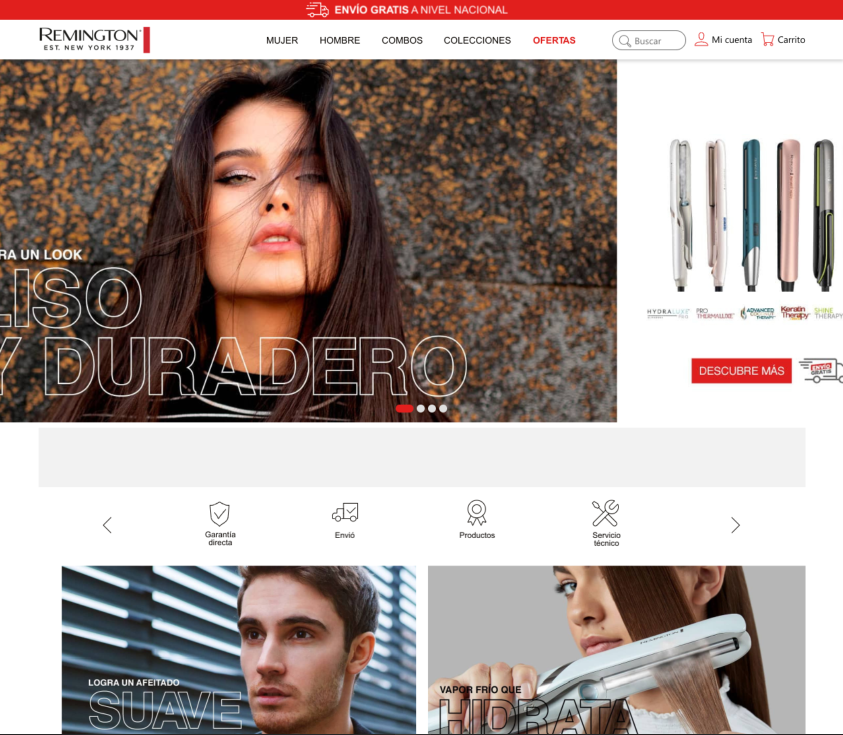 ENVÍO GRATIS A NIVEL NACIONAL
REMINGTON
EST. NEW YORK 1937
MUJER HOMBRE COMBOS COLECCIONES OFERTAS Buscar Mi cuenta Carrito
RA UN LOOK
LISO
Y DURADERO
HYDRALUXE PRO THERMALUXE ADVANCED THERAPY Keratin Therapy SHINE THERAPY
DESCUBRE MÁS ENVÍO GRATIS
Garantía directa
Envió
Productos
Servicio técnico
LOGRA UN AFEITADO
SUAVE
VAPOR FRÍO QUE
HIDRATA